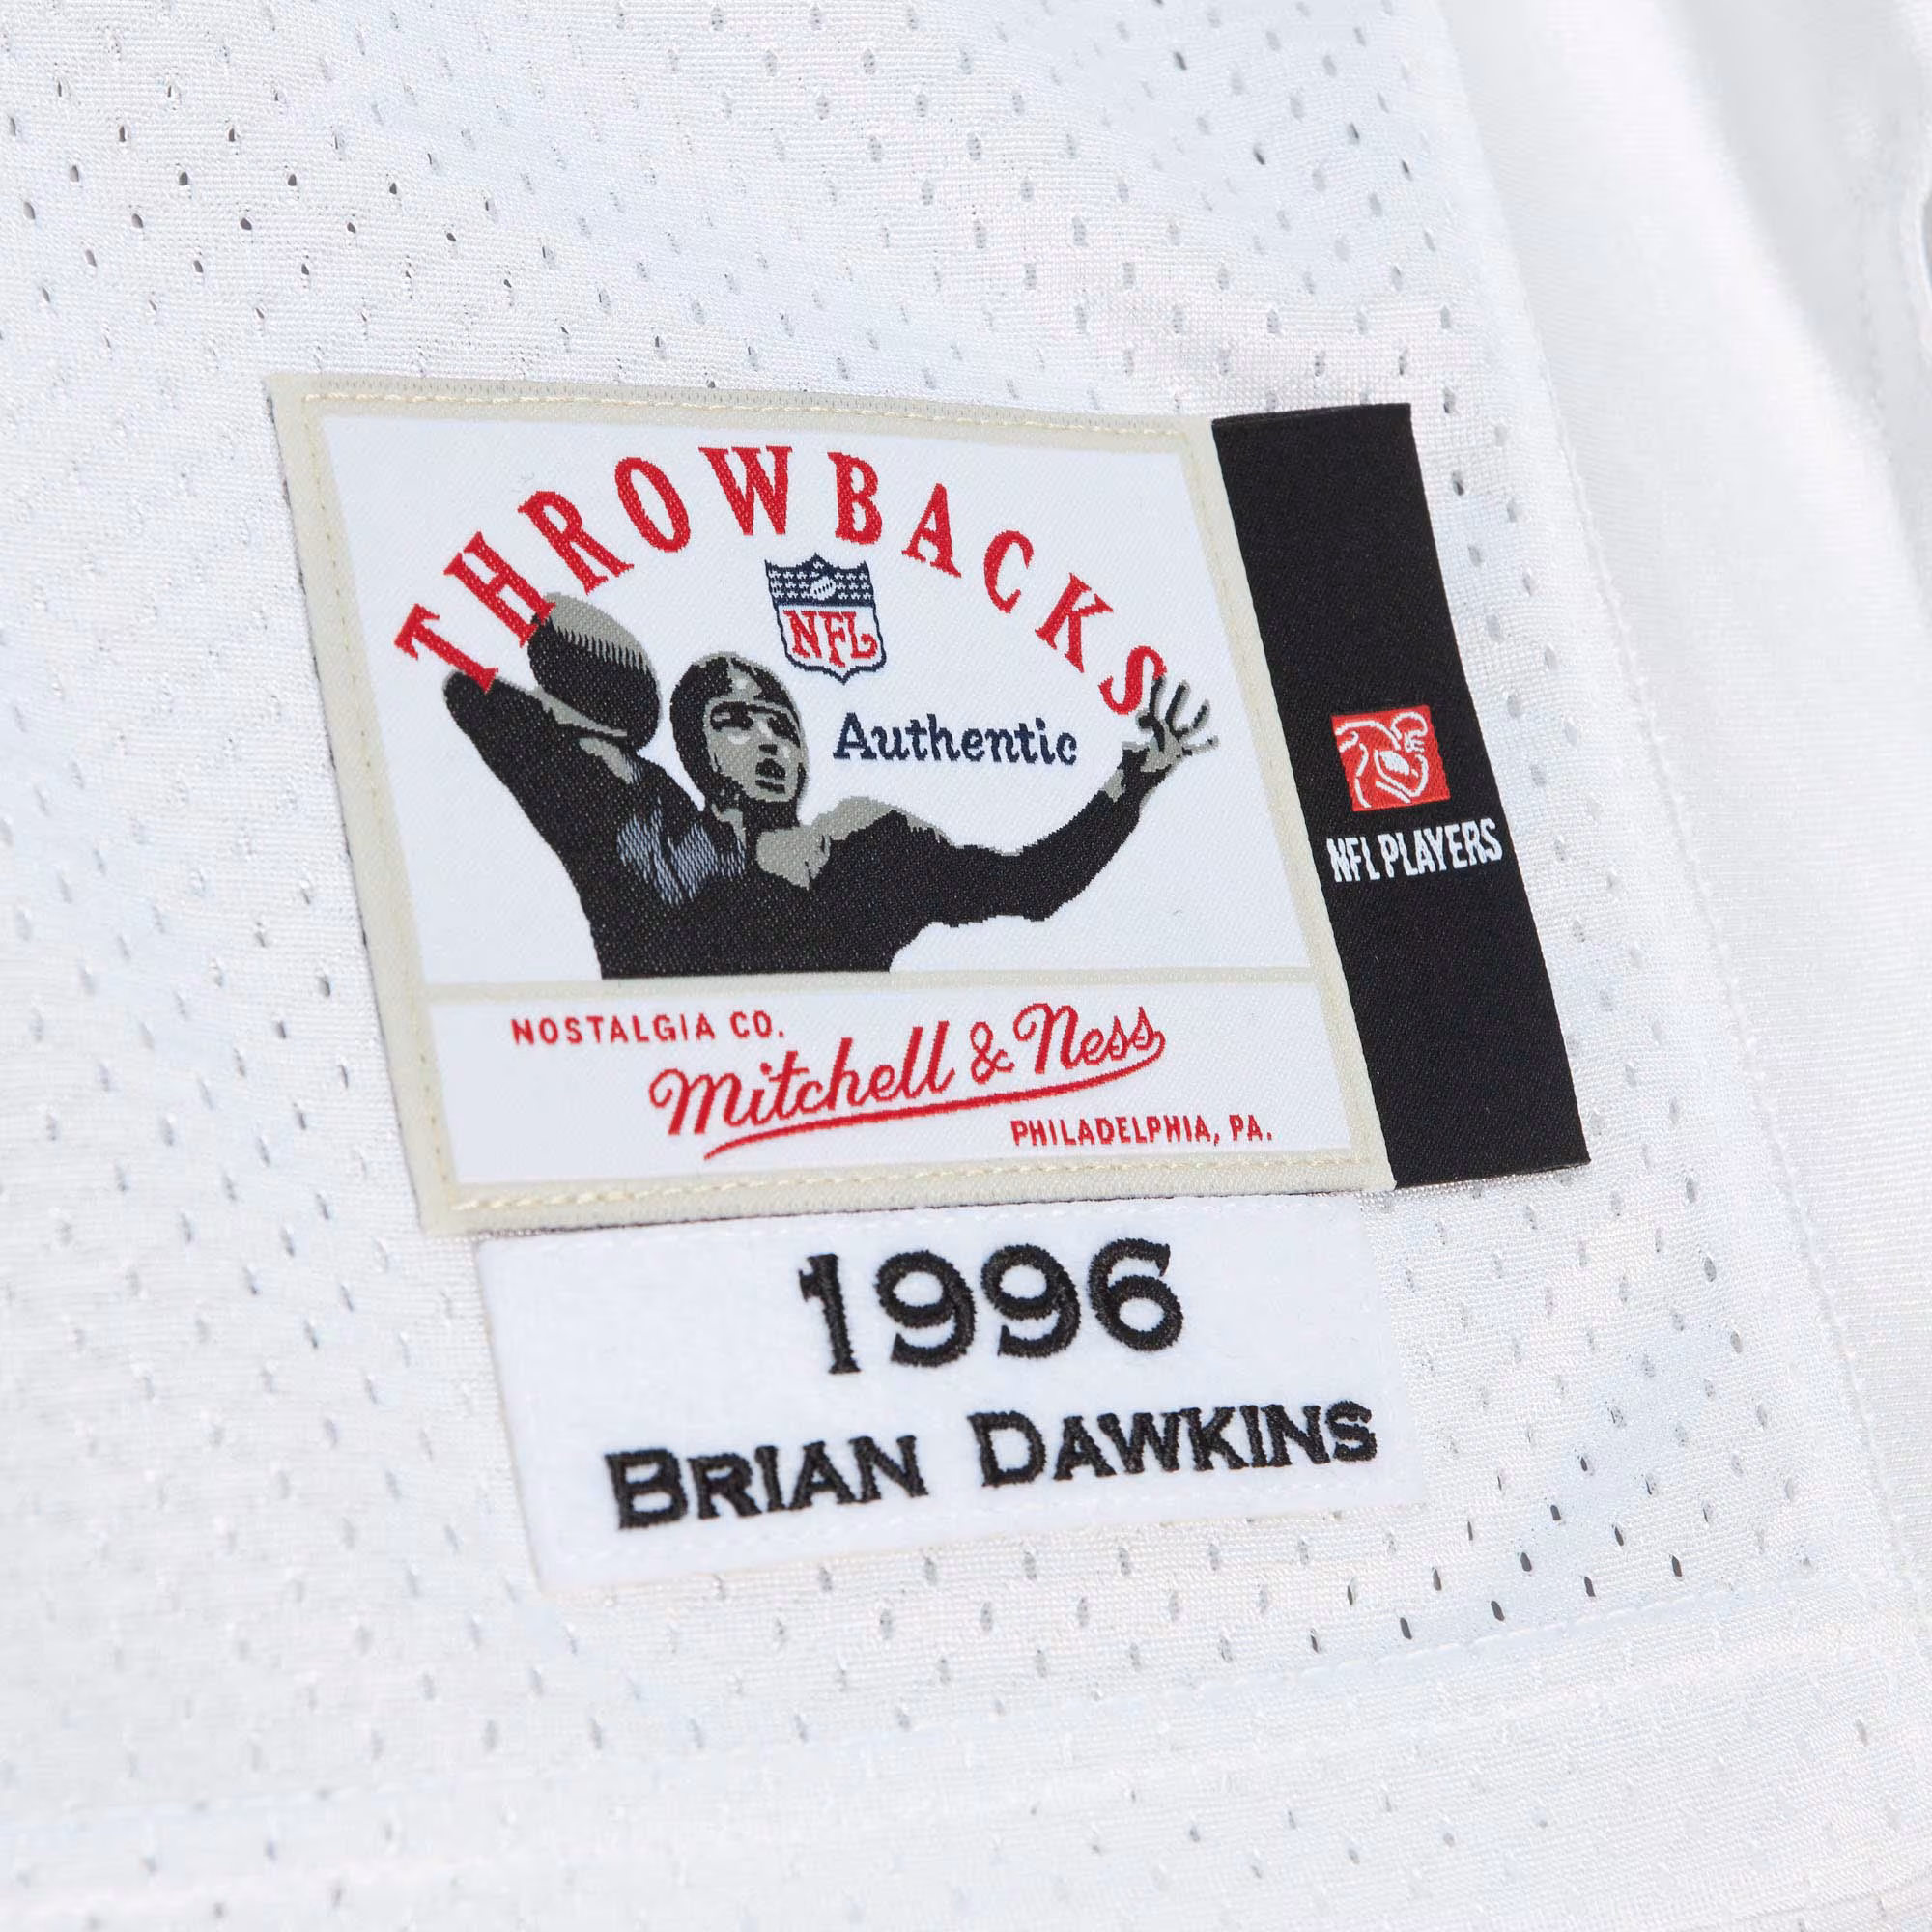 THROWBACKS
NFL
Authentic
NFL PLAYERS
NOSTALGIA CO.
Mitchell & Ness
PHILADELPHIA, PA.
1996
BRIAN DAWKINS